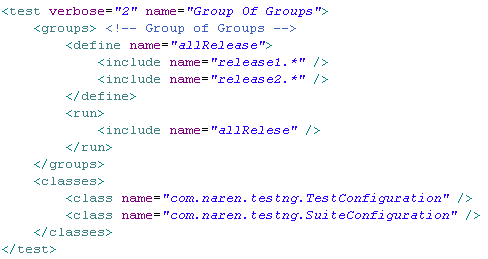 <test verbose="2" name="Group Of Groups">
<groups> <!-- Group of Groups -->
<define name="allRelease">
<include name="release1.*" />
<include name="release2.*" />
</define>
<run>
<include name="allRelese" />
</run>
</groups>
<classes>
<class name="com.naren.testng.TestConfiguration" />
<class name="com.naren.testng.SuiteConfiguration" />
</classes>
</test>